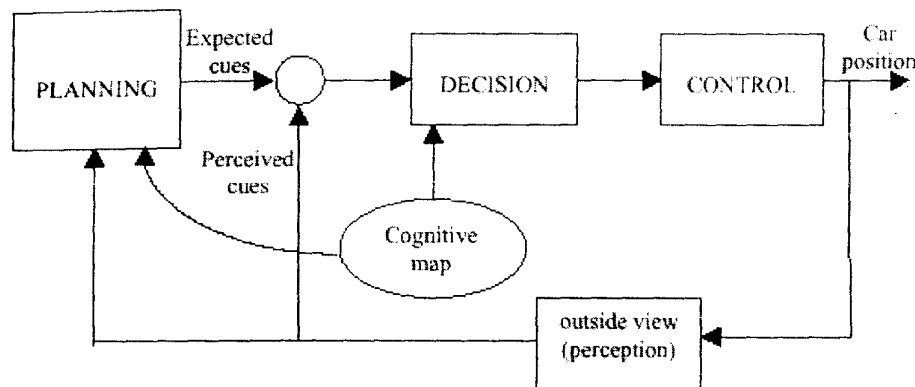 Expected
cues
Car
position
PLANNING
DECISION
CONTROL
Perceived
cues
Cognitive
map
outside view
(perception)